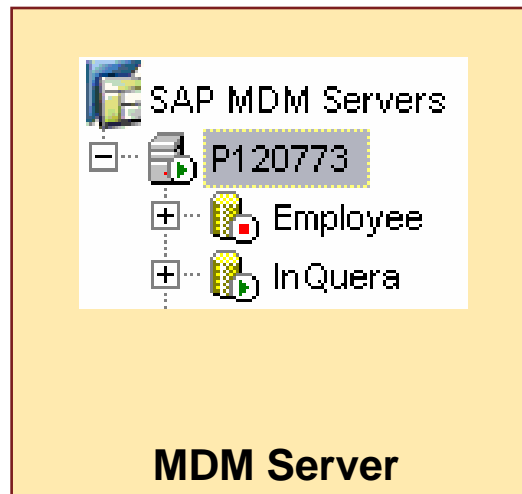 SAP MDM Servers
P120773
Employee
InQuera
MDM Server